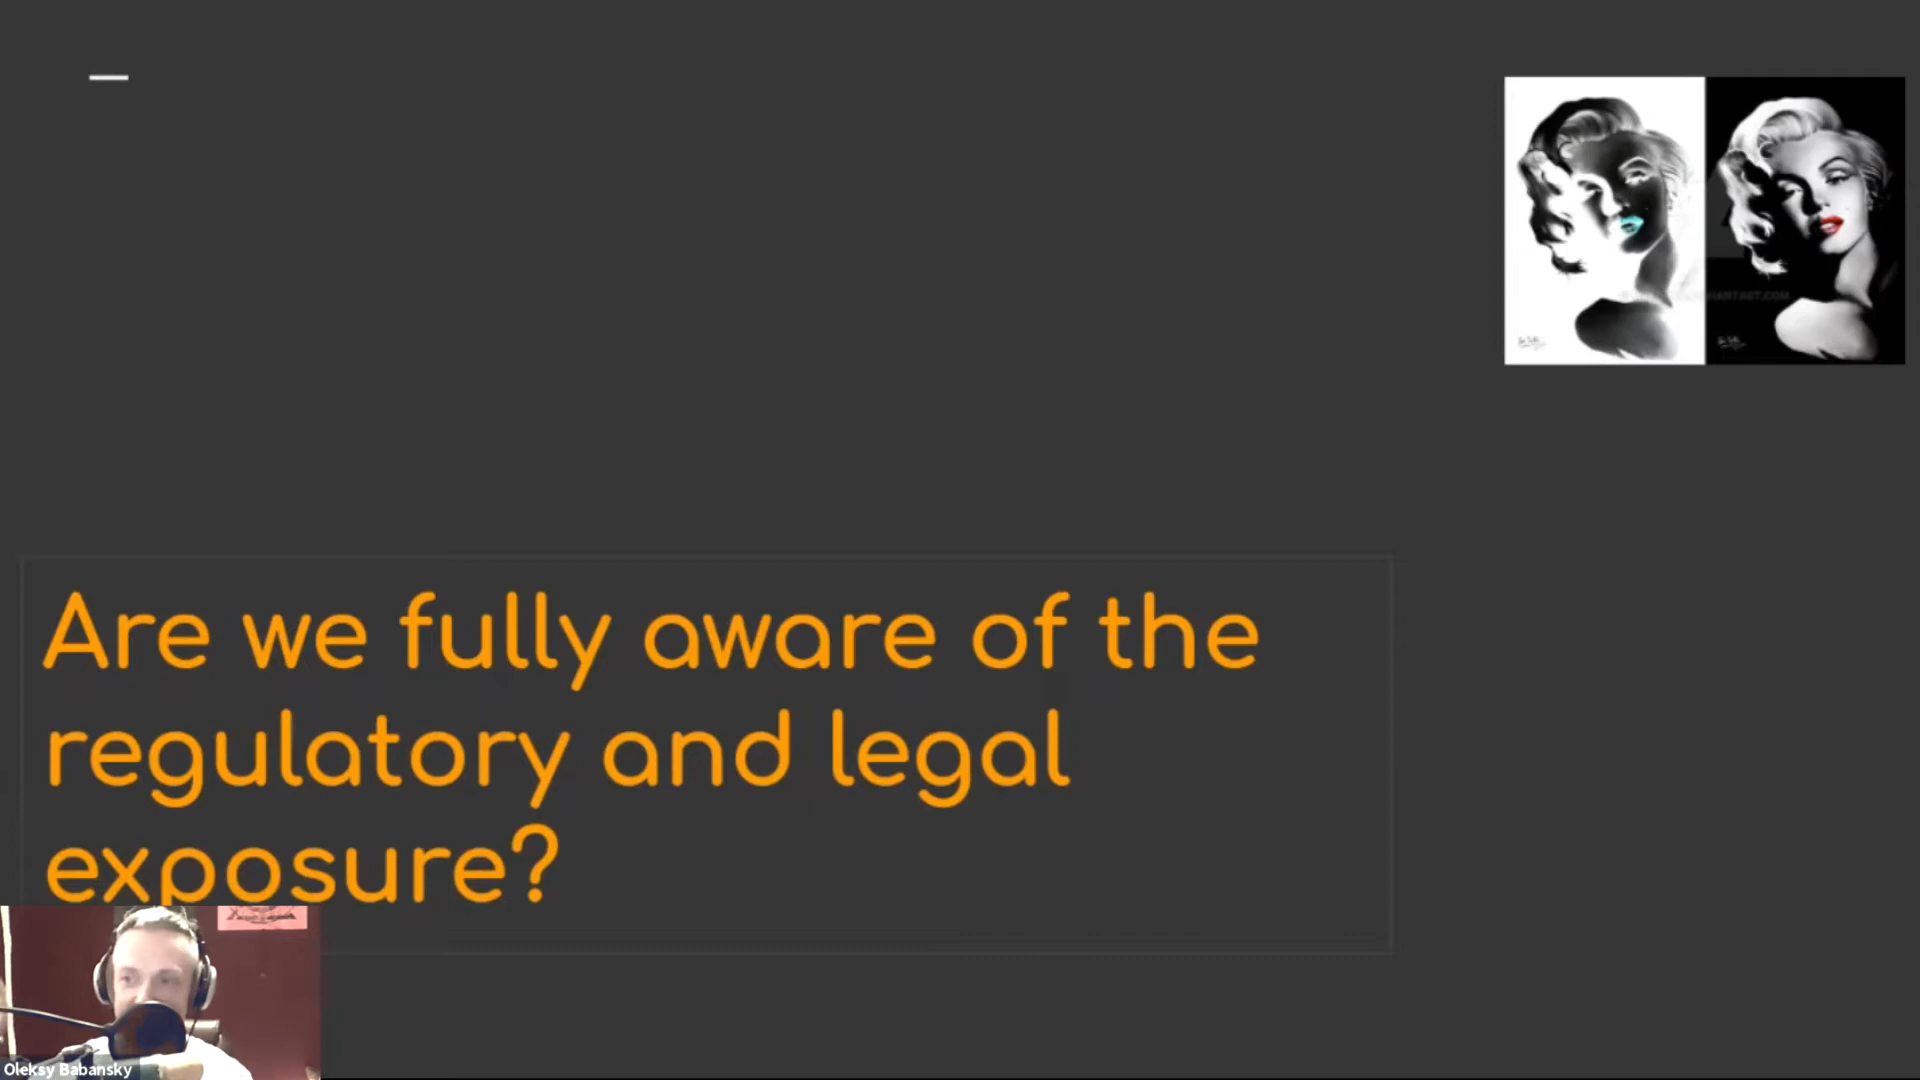 Are we fully aware of the
regulatory and legal
exposure?
Oleksy Babansky